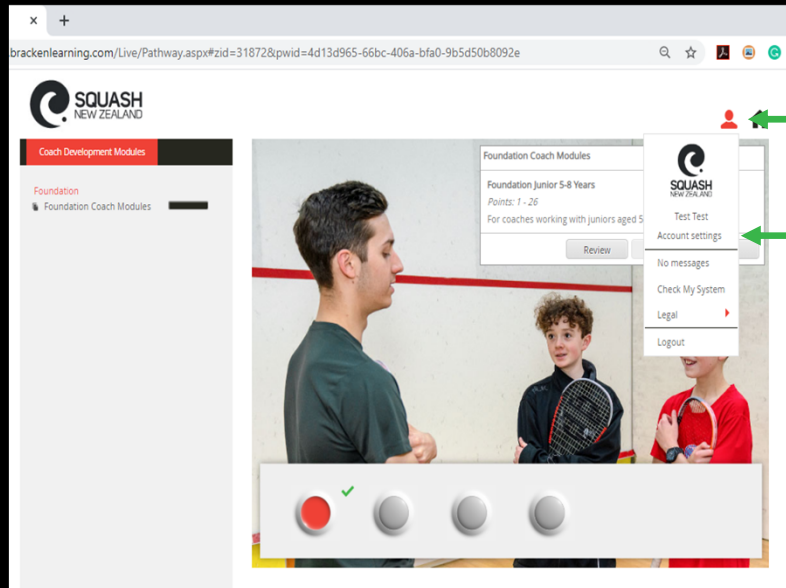 × +
brackenlearning.com/Live/Pathway.aspx#zid=31872&pwid=4d13d965-66bc-406a-bfa0-9b5d50b8092e
SQUASH
NEW ZEALAND
Coach Development Modules
Foundation
Foundation Coach Modules
Foundation Coach Modules
Foundation Junior 5-8 Years
Points: 1 - 26
For coaches working with juniors aged 5
Review
SQUASH
NEW ZEALAND
Test Test
Account settings
No messages
Check My System
Legal
Logout